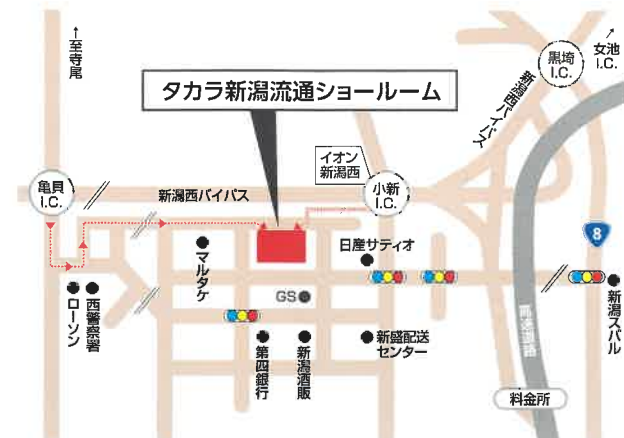 ↑至寺尾
黒埼
I.C.
↗
女池
I.C.
新潟西バイパス
タカラ新潟流通ショールーム
イオン
新潟西
亀貝
I.C.
新潟西バイパス
小新
I.C.
8
マルタケ
日産サティオ
ローソン
西警察署
GS
新潟スバル
第四銀行
新潟酒販
新盛配送
センター
料金所